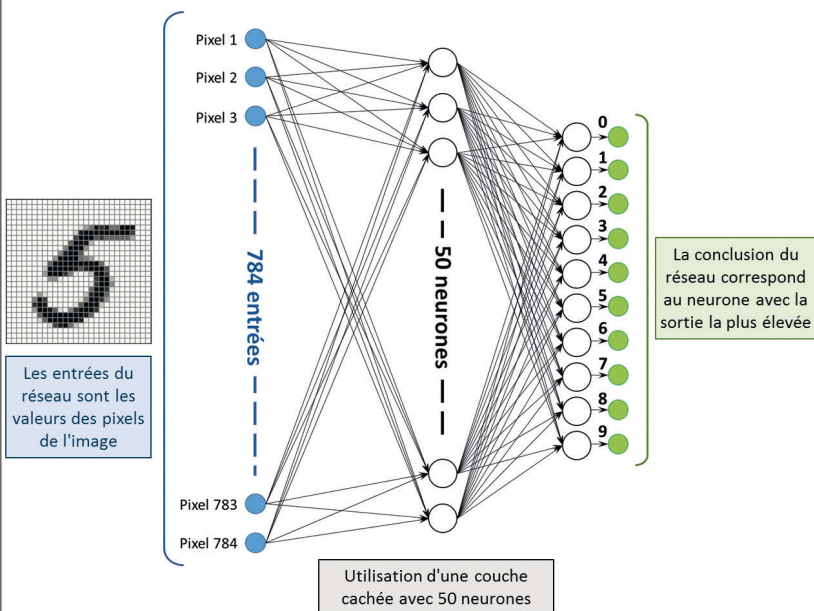 Pixel 1
Pixel 2
Pixel 3
784 entrées
Pixel 783
Pixel 784
Les entrées du
réseau sont les
valeurs des pixels
de l'image
5
50 neurones
Utilisation d'une couche
cachée avec 50 neurones
0
1
2
3
4
5
6
7
8
9
La conclusion du
réseau correspond
au neurone avec la
sortie la plus élevée